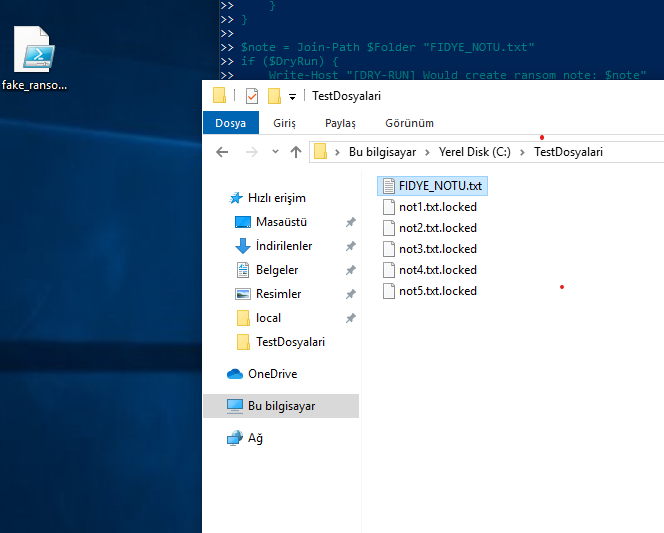 >>     }
>> }
>>
>> $note = Join-Path $Folder "FIDYE_NOTU.txt"
>> if ($DryRun) {
>>     Write-Host "[DRY-RUN] Would create ransom note: $note"
fake_ranso...
TestDosyalari
Dosya Giriş Paylaş Görünüm
Bu bilgisayar > Yerel Disk (C:) > TestDosyalari
Hızlı erişim
Masaüstü
İndirilenler
Belgeler
Resimler
local
TestDosyalari
OneDrive
Bu bilgisayar
Ağ
FIDYE_NOTU.txt
not1.txt.locked
not2.txt.locked
not3.txt.locked
not4.txt.locked
not5.txt.locked